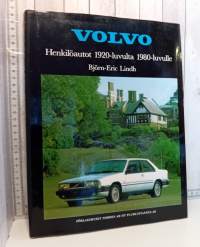 VOLVO
Henkilöautot 1920-luvulta 1980-luvulle
Björn-Eric Lindh